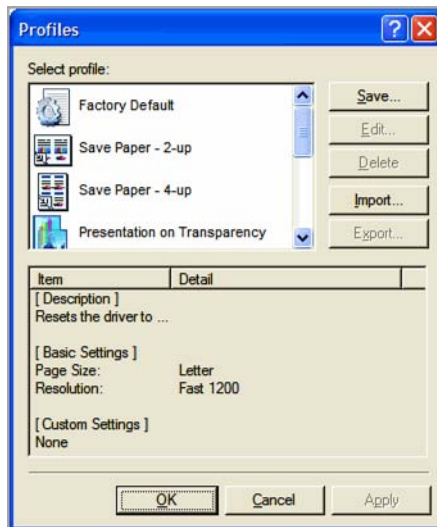 Profiles
Select profile:
Factory Default
Save Paper - 2-up
Save Paper - 4-up
Presentation on Transparency
Save...
Edit...
Delete
Import...
Export...
Item Detail
[ Description ]
Resets the driver to ...
[ Basic Settings ]
Page Size: Letter
Resolution: Fast 1200
[ Custom Settings ]
None
OK Cancel Apply